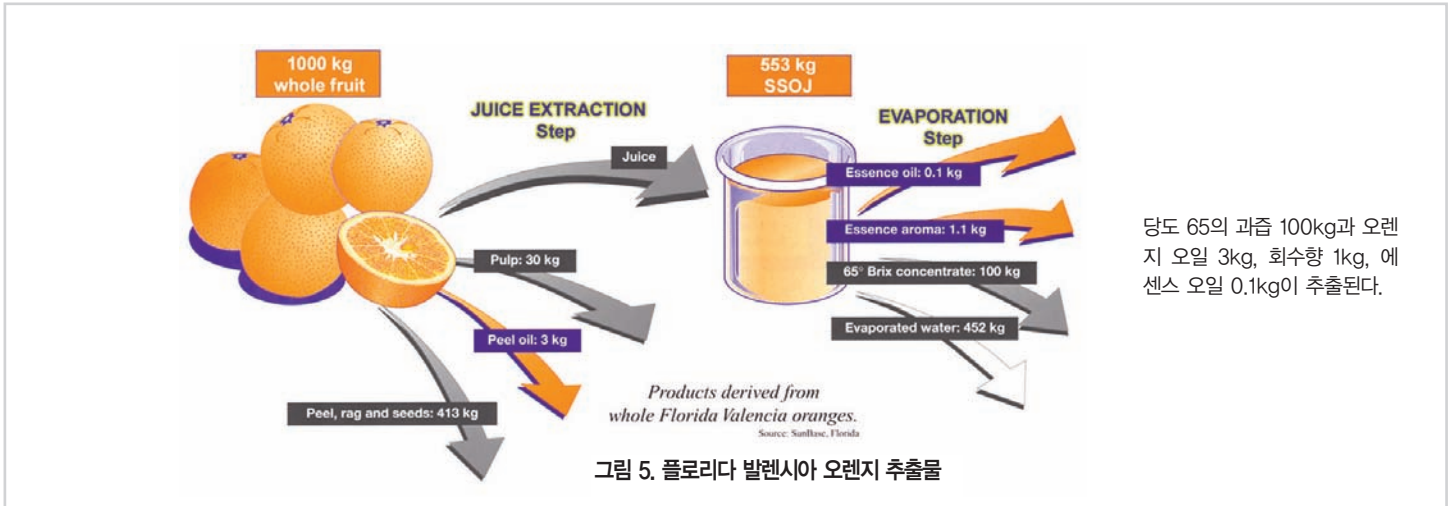 1000 kg
whole fruit
JUICE EXTRACTION
Step
Juice
Pulp: 30 kg
Peel oil: 3 kg
Peel, rag and seeds: 413 kg
553 kg
SSOJ
EVAPORATION
Step
Essence oil: 0.1 kg
Essence aroma: 1.1 kg
65° Brix concentrate: 100 kg
Evaporated water: 452 kg
Products derived from
whole Florida Valencia oranges.
Source: SunBase, Florida
그림 5. 플로리다 발렌시아 오렌지 추출물
당도 65의 과즙 100kg과 오렌
지 오일 3kg, 회수향 1kg, 에
센스 오일 0.1kg이 추출된다.